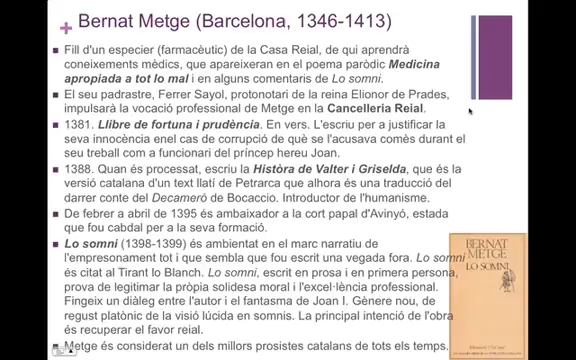 + Bernat Metge (Barcelona, 1346-1413)
Fill d'un especier (farmacèutic) de la Casa Reial, de qui aprendrà
coneixements mèdics, que apareixeran en el poema paròdic Medicina
apropiada a tot lo mal i en alguns comentaris de Lo somni.
El seu padrastre, Ferrer Sayol, protonotari de la reina Elionor de Prades,
impulsarà la vocació professional de Metge en la Cancelleria Reial.
1381. Llibre de fortuna i prudència. En vers. L'escriu per a justificar la
seva innocència enel cas de corrupció de què se l'acusava comès durant el
seu treball com a funcionari del príncep hereu Joan.
1388. Quan és processat, escriu la Històra de Valter i Griselda, que és la
versió catalana d'un text llatí de Petrarca que alhora és una traducció del
darrer conte del Decameró de Bocaccio. Introductor de l'humanisme.
De febrer a abril de 1395 és ambaixador a la cort papal d'Avinyó, estada
que fou cabdal per a la seva formació.
Lo somni (1398-1399) és ambientat en el marc narratiu de
l'empresonament tot i que sembla que fou escrit una vegada fora. Lo somni
és citat al Tirant lo Blanch. Lo somni, escrit en prosa i en primera persona,
prova de legitimar la pròpia solidesa moral i l'excel·lència professional.
Fingeix un diàleg entre l'autor i el fantasma de Joan I. Gènere nou, de
regust platònic de la visió lúcida en somnis. La principal intenció de l'obra
és recuperar el favor reial.
Metge és considerat un dels millors prosistes catalans de tots els temps.
BERNAT
METGE
LO SOMNI